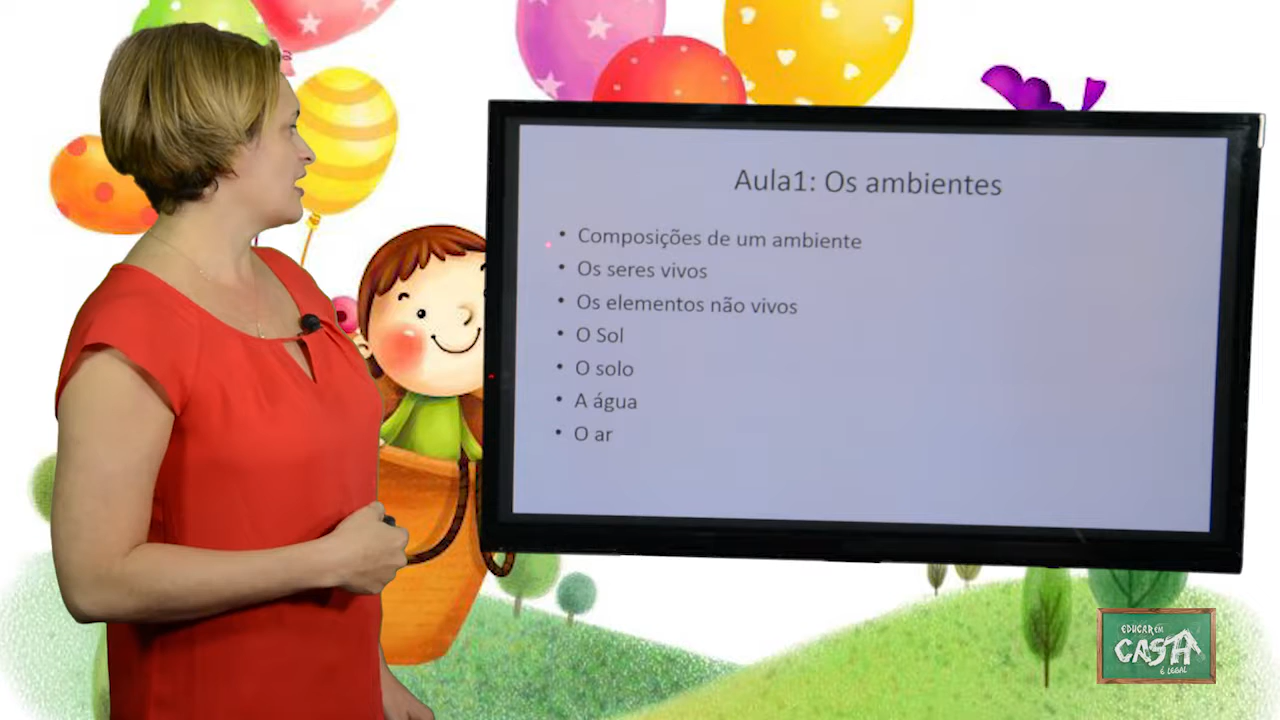 Aula1: Os ambientes
• Composições de um ambiente
• Os seres vivos
• Os elementos não vivos
• O Sol
• O solo
• A água
• O ar
EDUCAR EM
CASA
É LEGAL